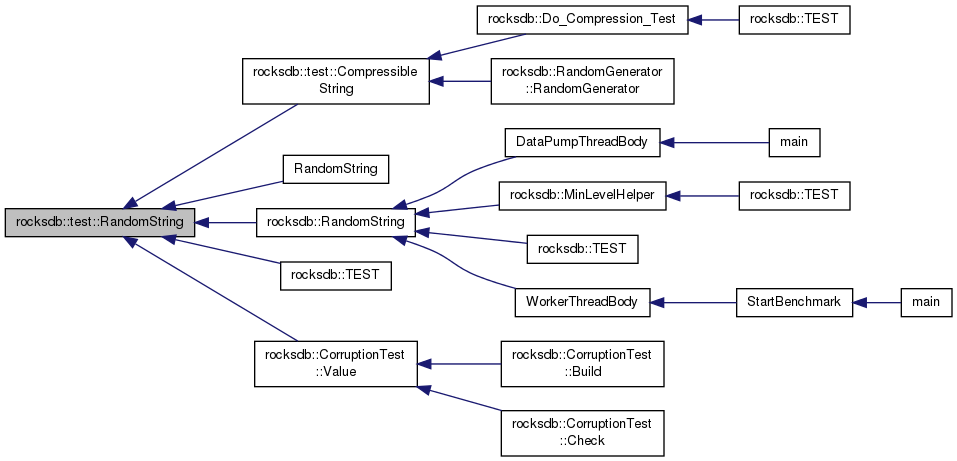 rocksdb::Do_Compression_Test
rocksdb::TEST
rocksdb::test::Compressible
String
rocksdb::RandomGenerator
::RandomGenerator
DataPumpThreadBody
main
RandomString
rocksdb::MinLevelHelper
rocksdb::TEST
rocksdb::test::RandomString
rocksdb::RandomString
rocksdb::TEST
rocksdb::TEST
WorkerThreadBody
StartBenchmark
main
rocksdb::CorruptionTest
::Value
rocksdb::CorruptionTest
::Build
rocksdb::CorruptionTest
::Check